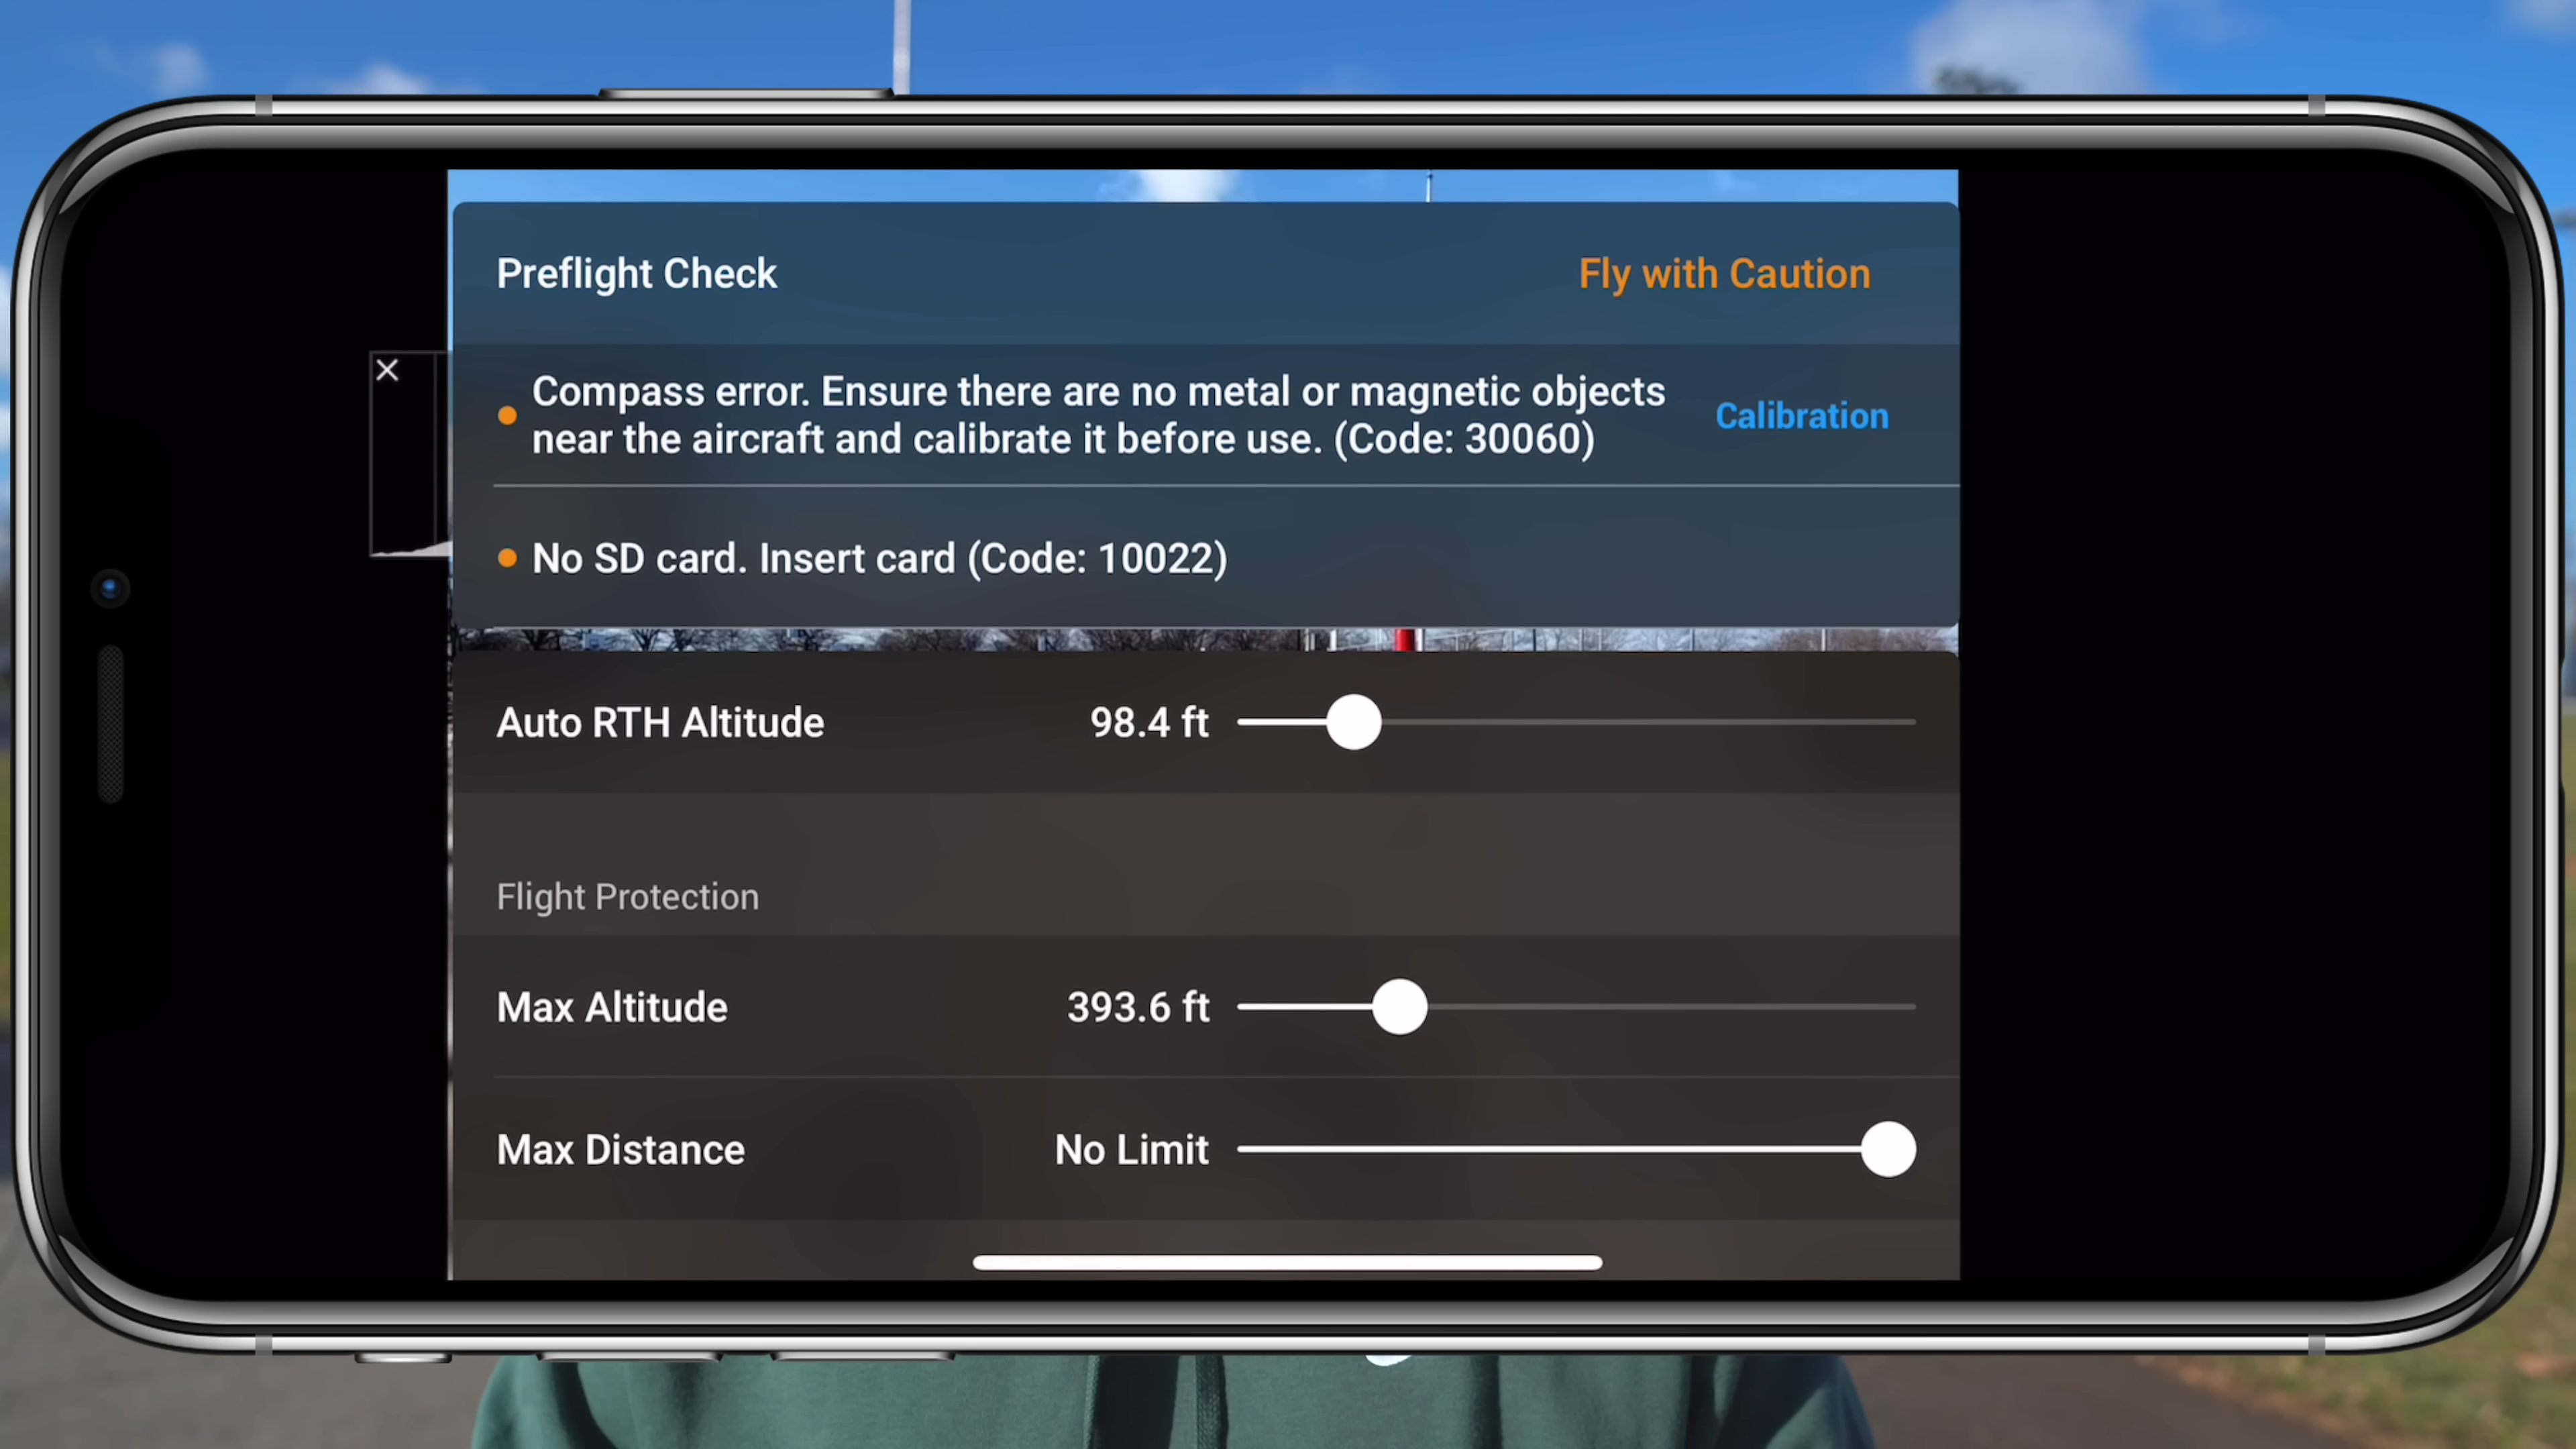 Preflight Check
Fly with Caution
Compass error. Ensure there are no metal or magnetic objects
near the aircraft and calibrate it before use. (Code: 30060)
Calibration
No SD card. Insert card (Code: 10022)
Auto RTH Altitude
98.4 ft
Flight Protection
Max Altitude
393.6 ft
Max Distance
No Limit